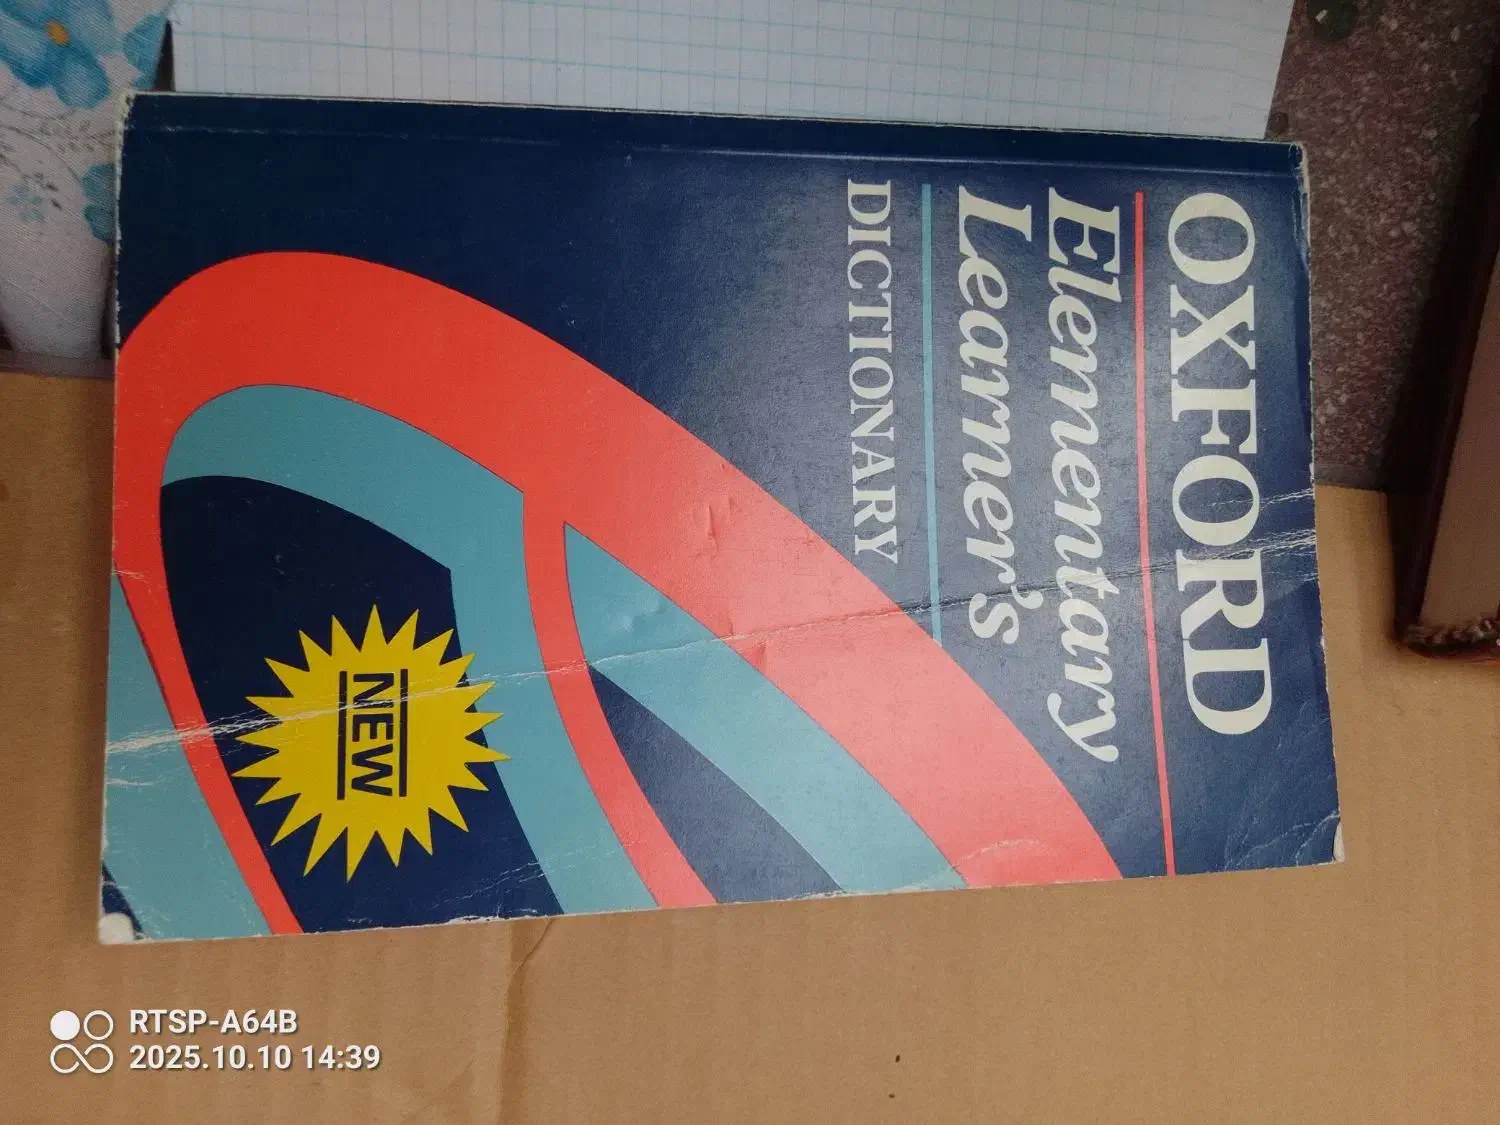 OXFORD
Elementary
Learner's
DICTIONARY
NEW
RTSP-A64B
2025.10.10 14:39